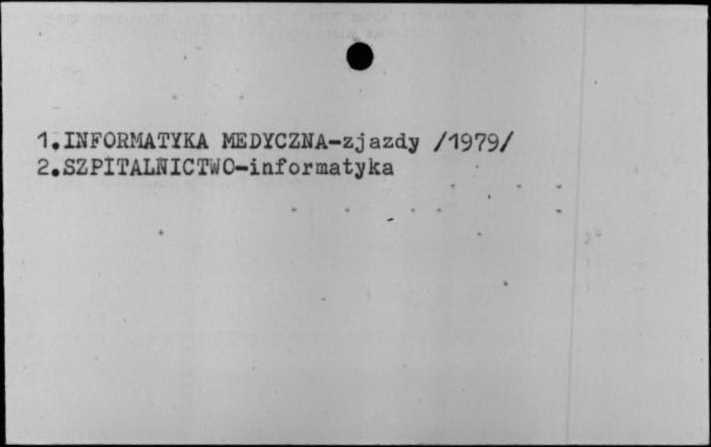 1.INFORMATYKA MEDYCZNA-zjazdy /1979/
2.SZPITALNICTWO-informatyka